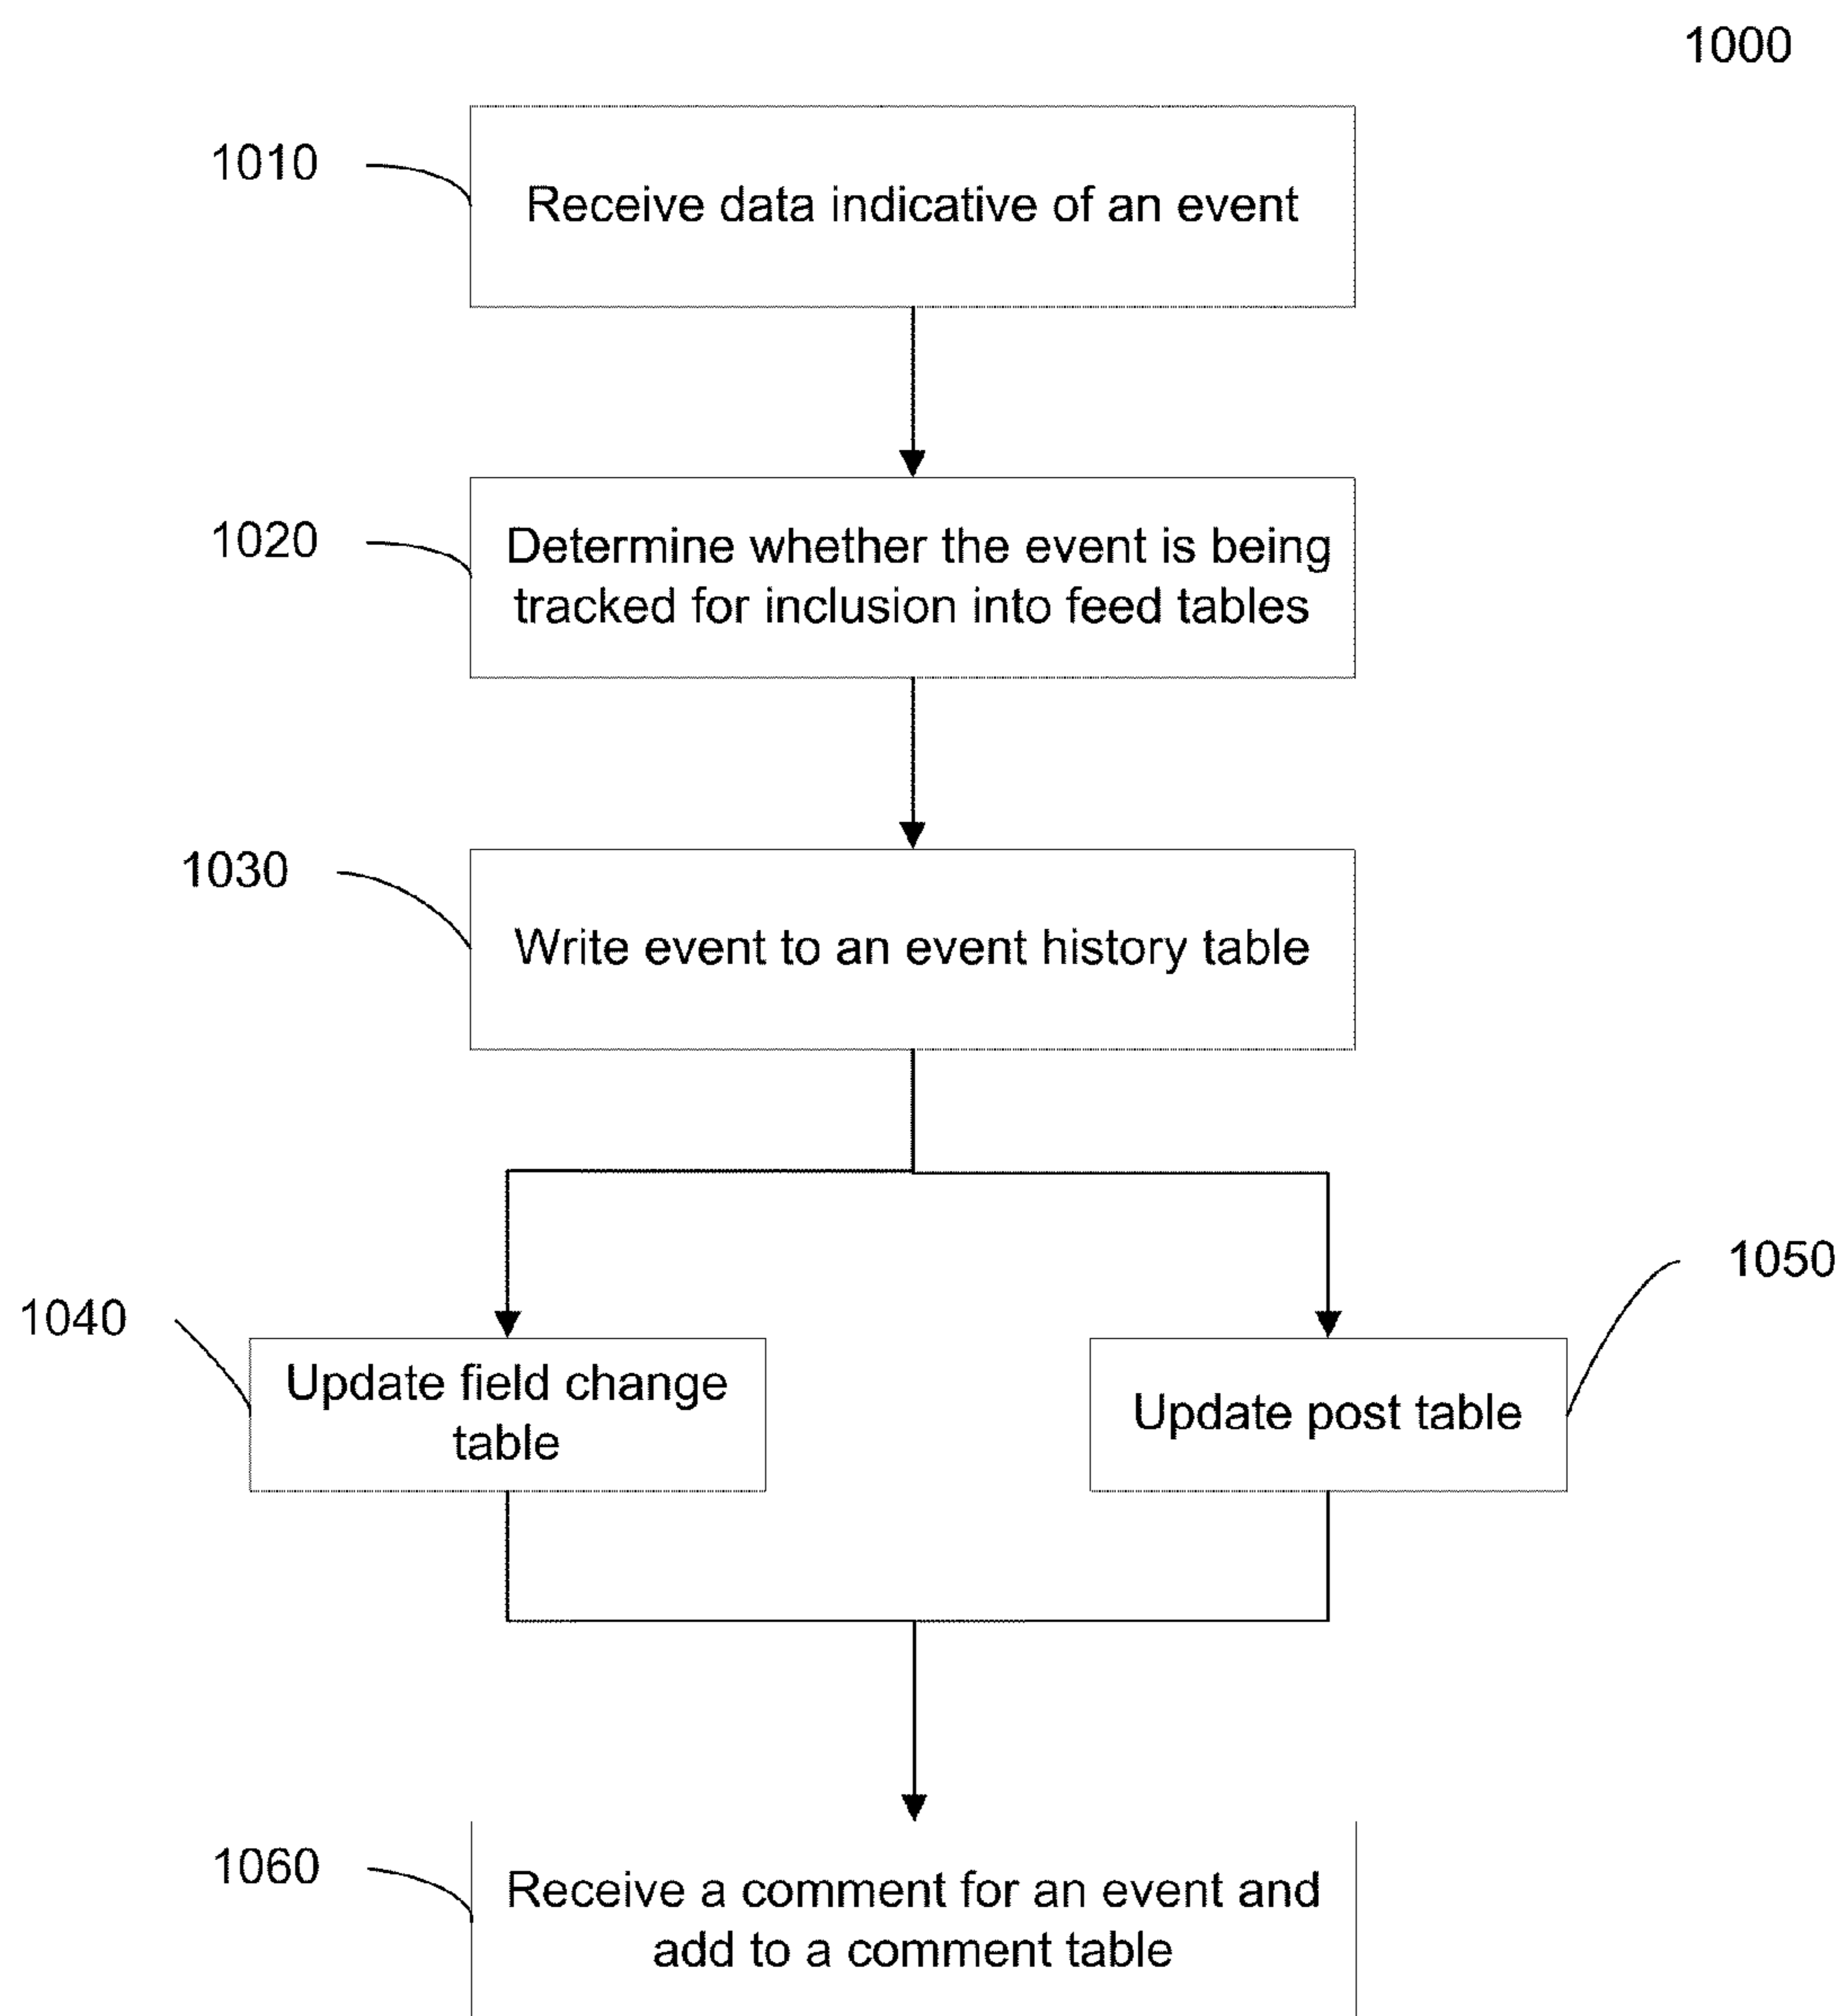 1000
1010
Receive data indicative of an event
1020
Determine whether the event is being
tracked for inclusion into feed tables
1030
Write event to an event history table
1040
Update field change
table
1050
Update post table
1060
Receive a comment for an event and
add to a comment table